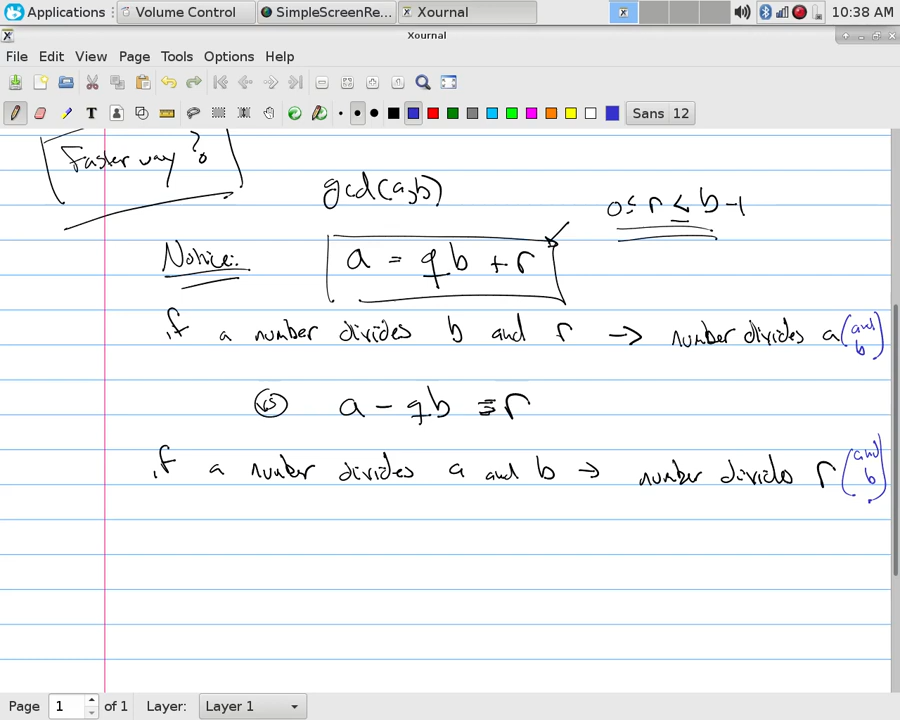 Applications Volume Control SimpleScreenRe... Xournal 10:38 AM
Xournal
File Edit View Page Tools Options Help
Sans 12
Faster way?
gcd(a,b)
0 ≤ r ≤ b-1
Notice: a = qb + r
if a number divides b and r → number divides a (and b)
vs a - qb = r
if a number divides a and b → number divides r (and b)
Page 1 of 1 Layer: Layer 1